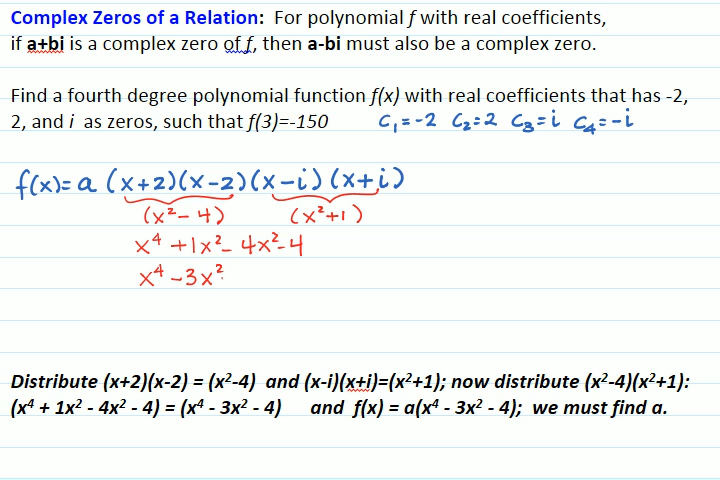 Complex Zeros of a Relation: For polynomial f with real coefficients,
if a+bi is a complex zero of f, then a-bi must also be a complex zero.
Find a fourth degree polynomial function f(x) with real coefficients that has -2,
2, and i as zeros, such that f(3)=-150 C₁=-2 C₂=2 C₃=i C₄=-i
f(x)= a (x+2)(x-2)(x-i)(x+i)
(x²-4) (x²+1)
x⁴ +1x²- 4x²-4
x⁴ -3x²
Distribute (x+2)(x-2) = (x²-4) and (x-i)(x+i)=(x²+1); now distribute (x²-4)(x²+1):
(x⁴ + 1x² - 4x² - 4) = (x⁴ - 3x² - 4) and f(x) = a(x⁴ - 3x² - 4); we must find a.